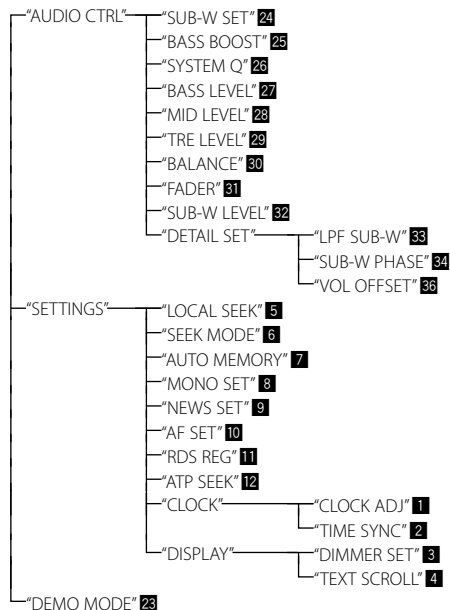 “AUDIO CTRL” “SUB-W SET” 24
“BASS BOOST” 25
“SYSTEM Q” 26
“BASS LEVEL” 27
“MID LEVEL” 28
“TRE LEVEL” 29
“BALANCE” 30
“FADER” 31
“SUB-W LEVEL” 32
“DETAIL SET” “LPF SUB-W” 33
“SUB-W PHASE” 34
“VOL OFFSET” 36
“SETTINGS” “LOCAL SEEK” 5
“SEEK MODE” 6
“AUTO MEMORY” 7
“MONO SET” 8
“NEWS SET” 9
“AF SET” 10
“RDS REG” 11
“ATP SEEK” 12
“CLOCK” “CLOCK ADJ” 1
“TIME SYNC” 2
“DISPLAY” “DIMMER SET” 3
“TEXT SCROLL” 4
“DEMO MODE” 23